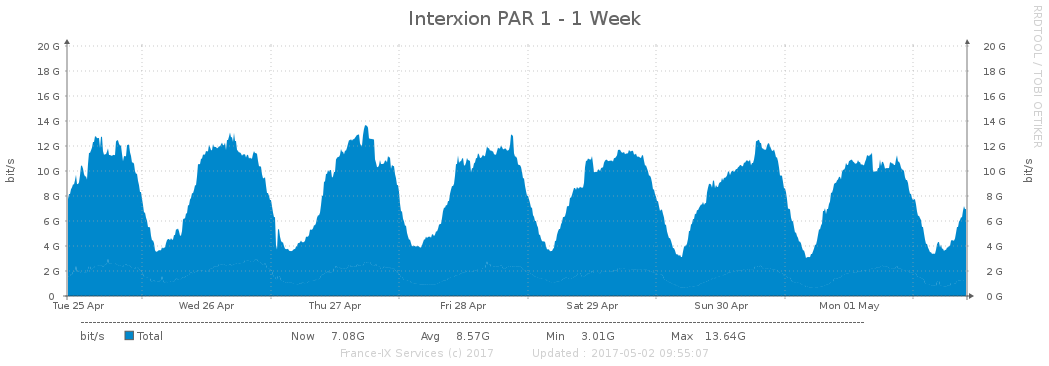 Interxion PAR 1 - 1 Week
RRDTOOL / TOBI OETIKER
bit/s
20 G 20 G
18 G 18 G
16 G 16 G
14 G 14 G
12 G 12 G
10 G 10 G
8 G 8 G
6 G 6 G
4 G 4 G
2 G 2 G
0 0 G
bit/s
Tue 25 Apr Wed 26 Apr Thu 27 Apr Fri 28 Apr Sat 29 Apr Sun 30 Apr Mon 01 May
bit/s Total Now 7.08G Avg 8.57G Min 3.01G Max 13.64G
France-IX Services (c) 2017 Updated : 2017-05-02 09:55:07